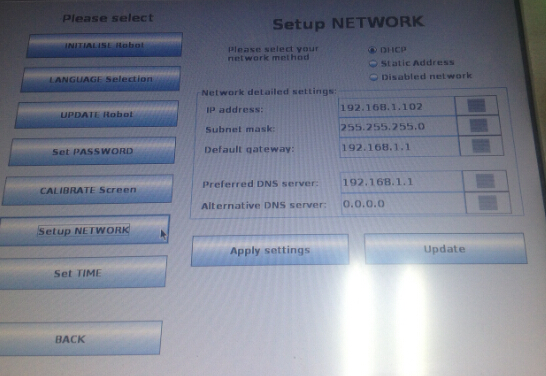 Please select
INITIALISE Robot
LANGUAGE Selection
UPDATE Robot
Set PASSWORD
CALIBRATE Screen
Setup NETWORK
Set TIME
BACK
Setup NETWORK
Please select your
network method
DHCP
Static Address
Disabled network
Network detailed settings:
IP address: 192.168.1.102
Subnet mask: 255.255.255.0
Default gateway: 192.168.1.1
Preferred DNS server: 192.168.1.1
Alternative DNS server: 0.0.0.0
Apply settings
Update